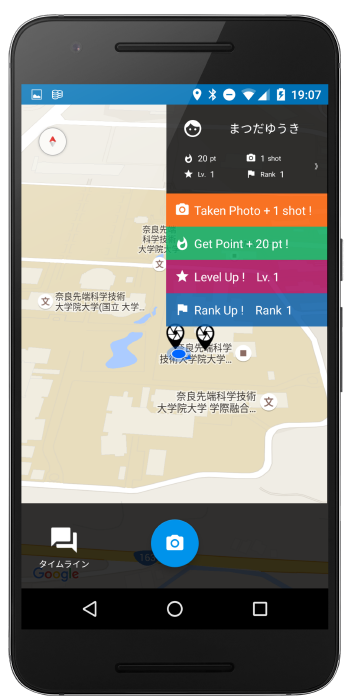 19:07
まつだゆうき
20 pt
1 shot
Lv. 1
Rank 1
Taken Photo + 1 shot !
Get Point + 20 pt !
Level Up ! Lv. 1
Rank Up ! Rank 1
奈良先
科学技
大学院
文
文
奈良先端科学技術
大学院大学(国立 大学...
奈良先端科学
技術大学院大学...
奈良先端科学技術
大学院大学 学際融合...
文
163
タイムライン
Google